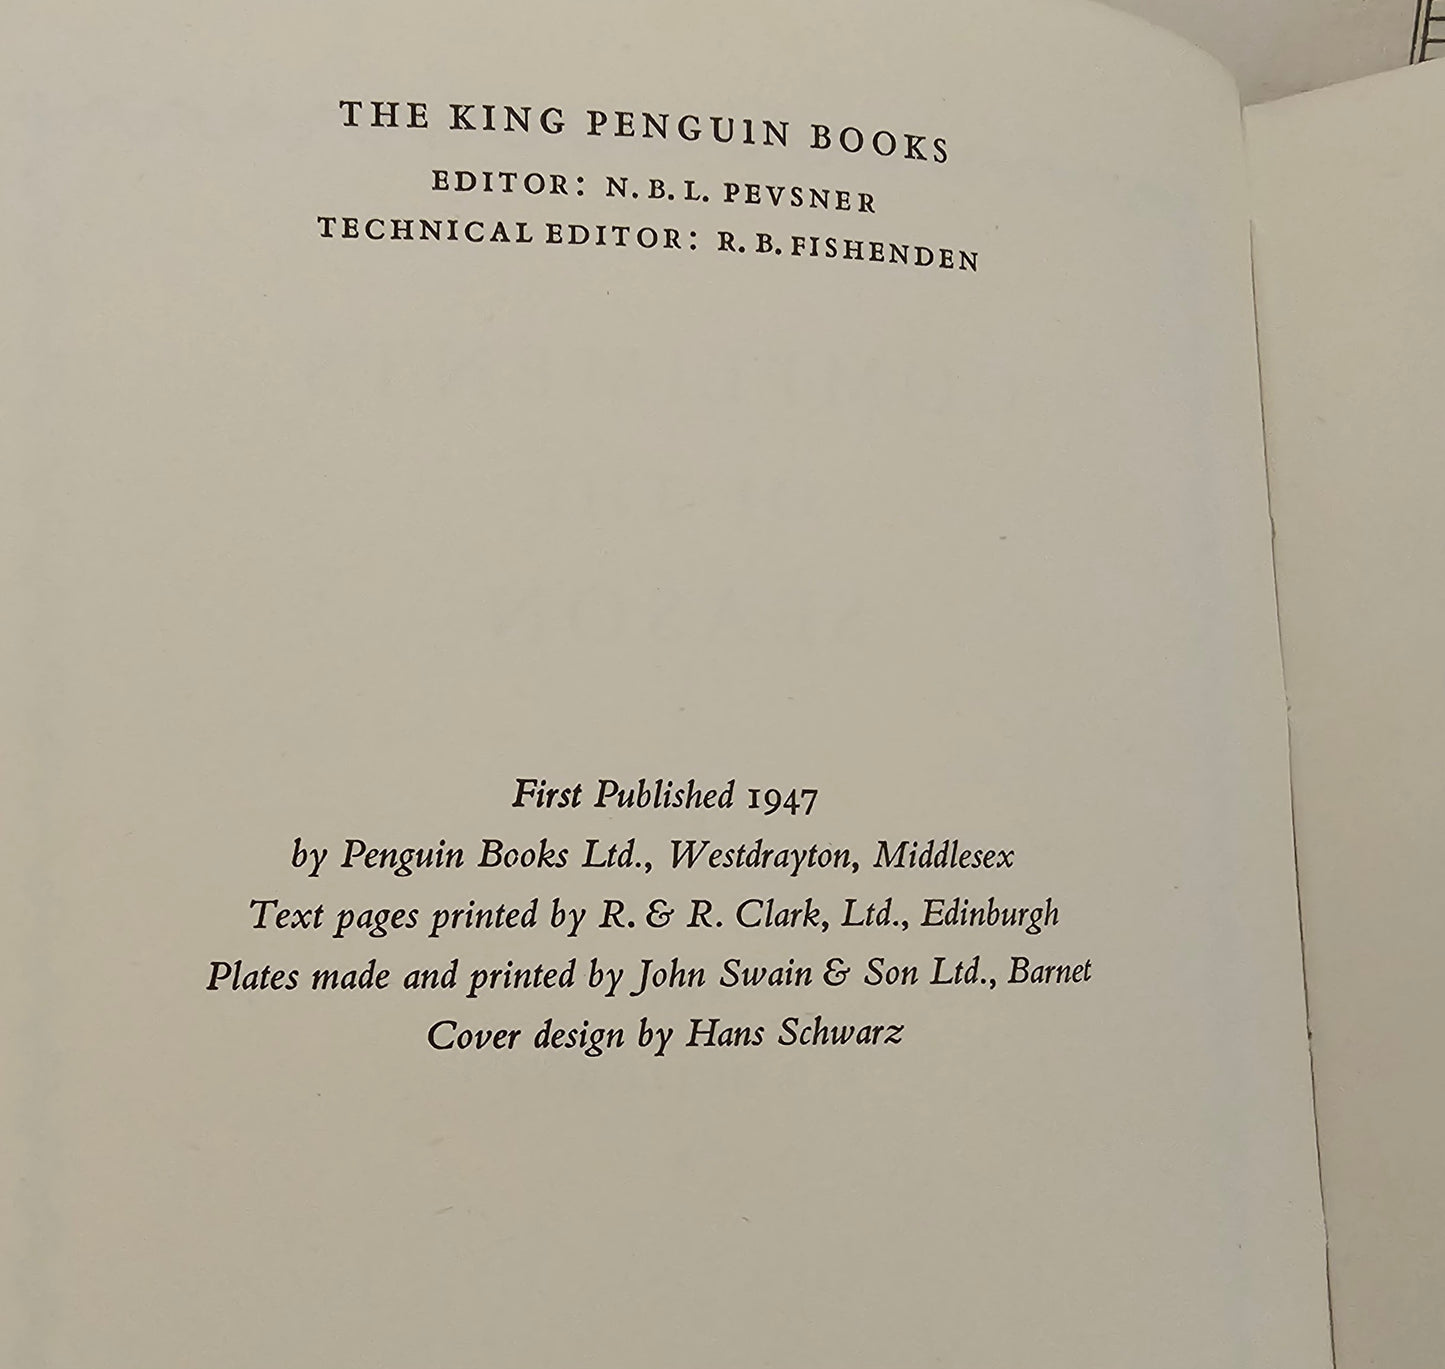 THE KING PENGUIN BOOKS
EDITOR: N. B. L. PEVSNER
TECHNICAL EDITOR: R. B. FISHENDEN
First Published 1947
by Penguin Books Ltd., Westdrayton, Middlesex
Text pages printed by R. & R. Clark, Ltd., Edinburgh
Plates made and printed by John Swain & Son Ltd., Barnet
Cover design by Hans Schwarz